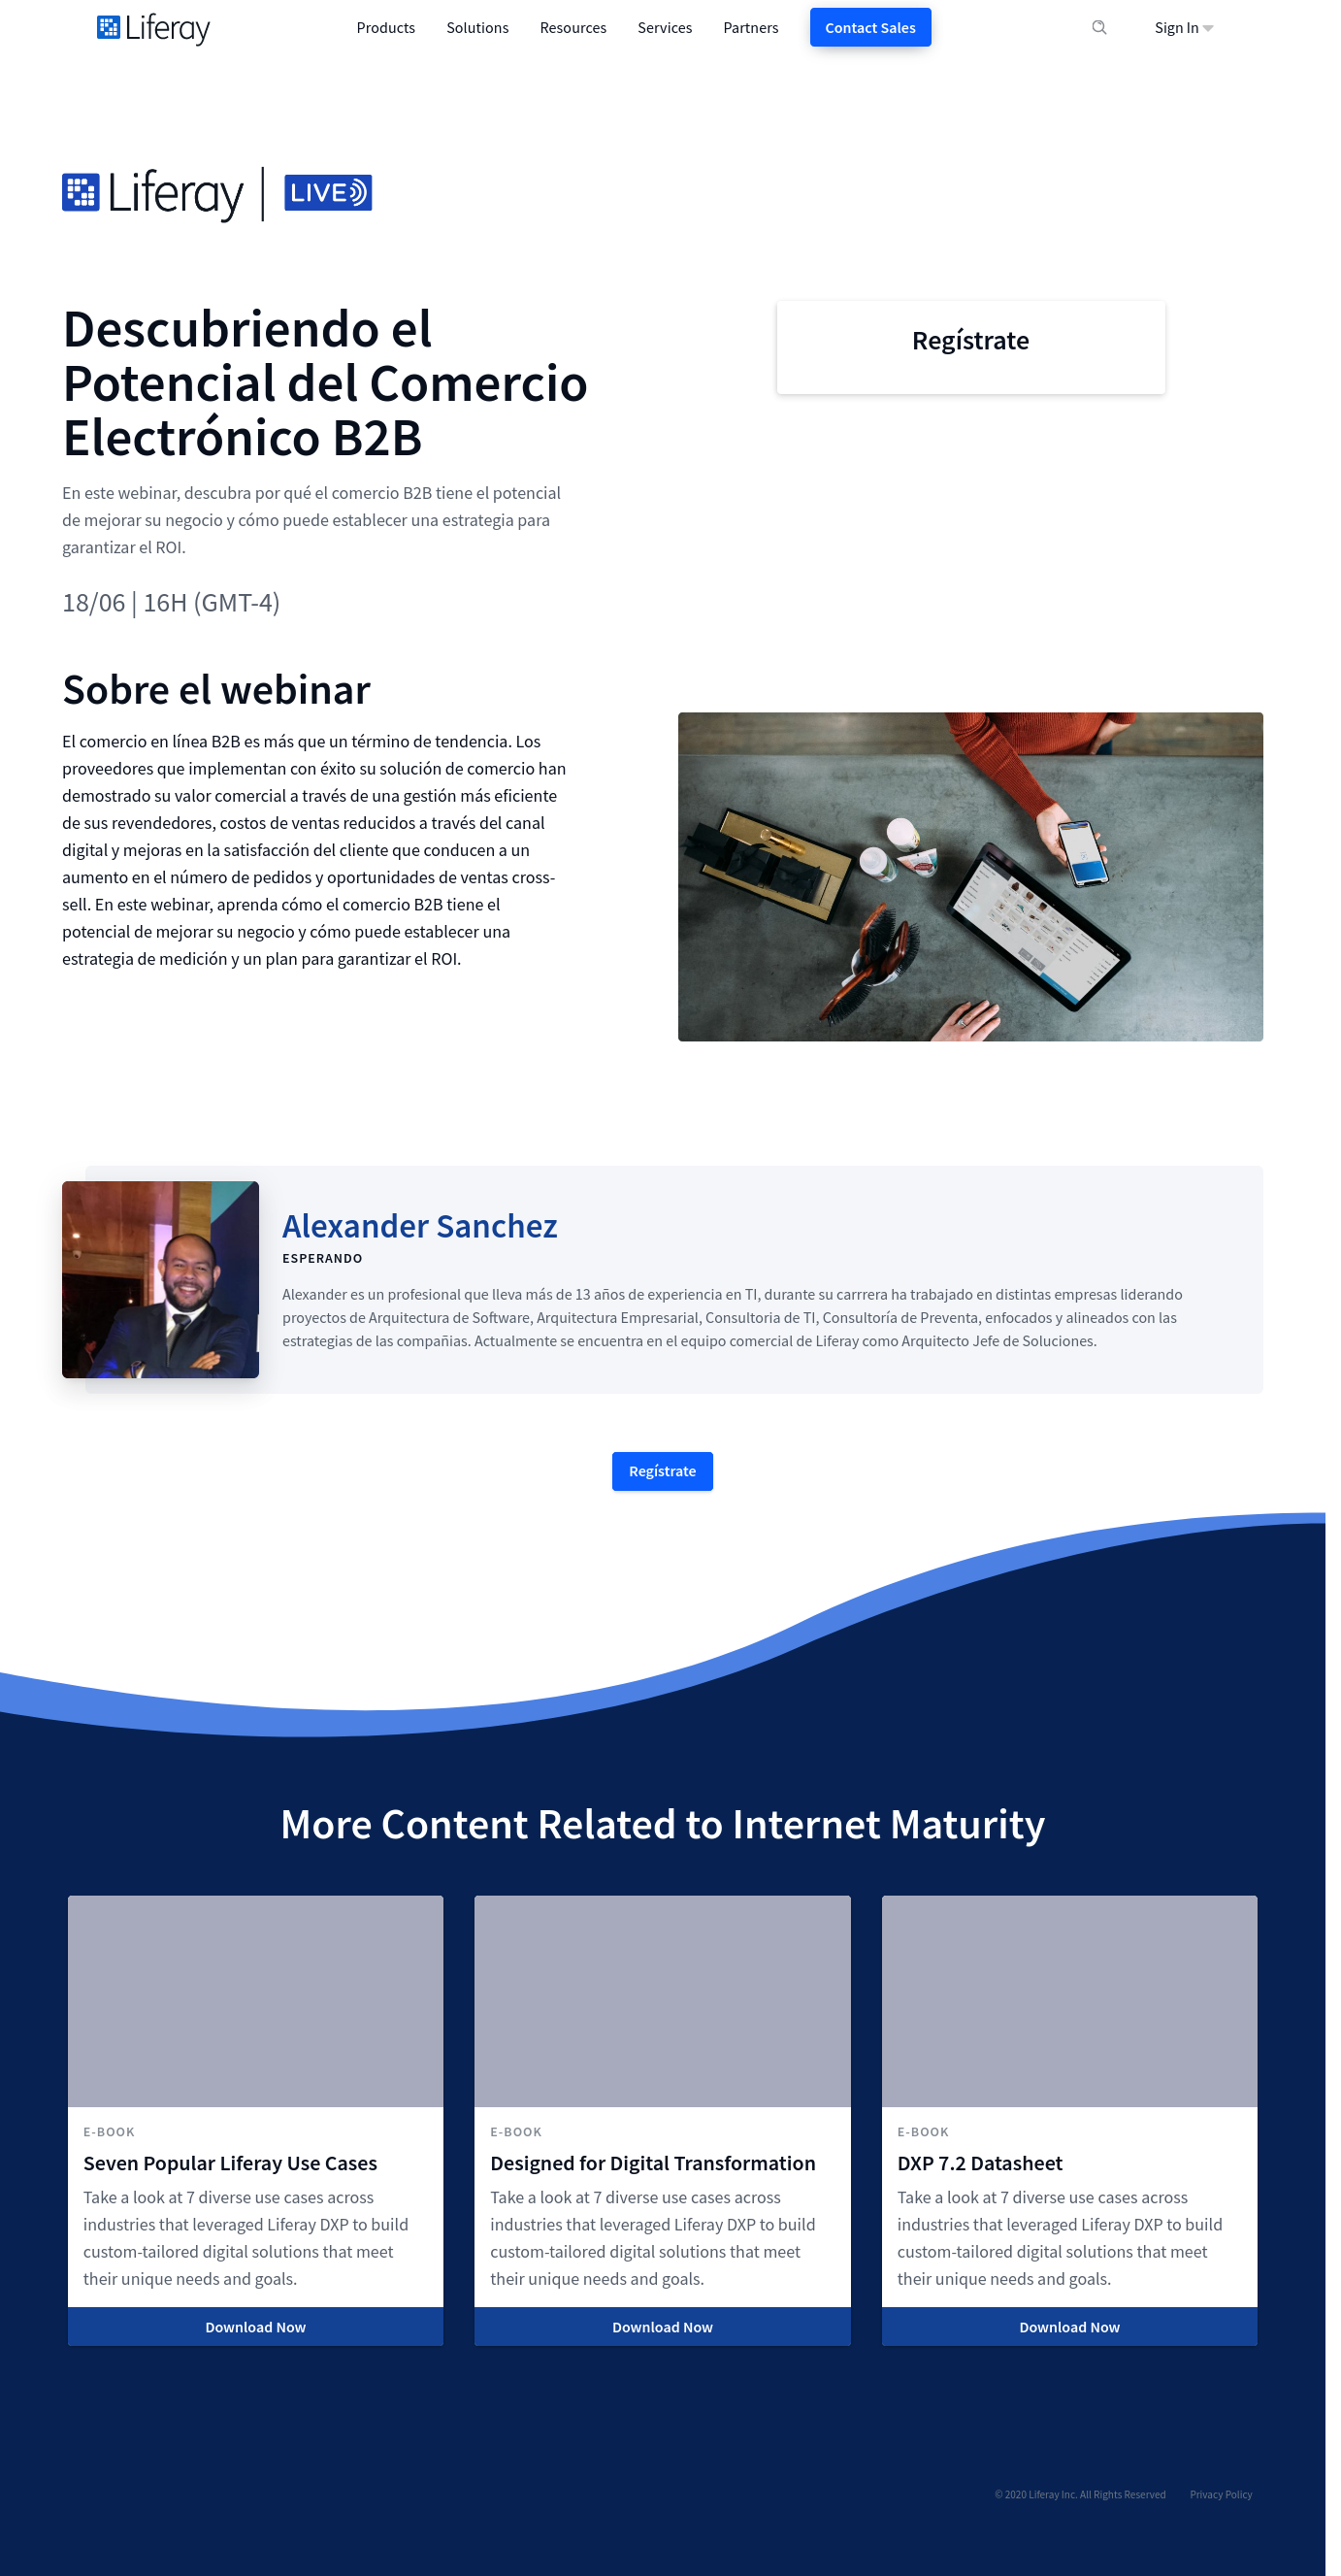 Liferay
Products
Solutions
Resources
Services
Partners
Contact Sales
Sign In
Liferay | LIVE
Descubriendo el
Potencial del Comercio
Electrónico B2B
En este webinar, descubra por qué el comercio B2B tiene el potencial
de mejorar su negocio y cómo puede establecer una estrategia para
garantizar el ROI.
18/06 | 16H (GMT-4)
Regístrate
Sobre el webinar
El comercio en línea B2B es más que un término de tendencia. Los
proveedores que implementan con éxito su solución de comercio han
demostrado su valor comercial a través de una gestión más eficiente
de sus revendedores, costos de ventas reducidos a través del canal
digital y mejoras en la satisfacción del cliente que conducen a un
aumento en el número de pedidos y oportunidades de ventas cross-
sell. En este webinar, aprenda cómo el comercio B2B tiene el
potencial de mejorar su negocio y cómo puede establecer una
estrategia de medición y un plan para garantizar el ROI.
Alexander Sanchez
ESPERANDO
Alexander es un profesional que lleva más de 13 años de experiencia en TI, durante su carrrera ha trabajado en distintas empresas liderando
proyectos de Arquitectura de Software, Arquitectura Empresarial, Consultoria de TI, Consultoría de Preventa, enfocados y alineados con las
estrategias de las compañias. Actualmente se encuentra en el equipo comercial de Liferay como Arquitecto Jefe de Soluciones.
Regístrate
More Content Related to Internet Maturity
E-BOOK
Seven Popular Liferay Use Cases
Take a look at 7 diverse use cases across
industries that leveraged Liferay DXP to build
custom-tailored digital solutions that meet
their unique needs and goals.
Download Now
E-BOOK
Designed for Digital Transformation
Take a look at 7 diverse use cases across
industries that leveraged Liferay DXP to build
custom-tailored digital solutions that meet
their unique needs and goals.
Download Now
E-BOOK
DXP 7.2 Datasheet
Take a look at 7 diverse use cases across
industries that leveraged Liferay DXP to build
custom-tailored digital solutions that meet
their unique needs and goals.
Download Now
© 2020 Liferay Inc. All Rights Reserved
Privacy Policy